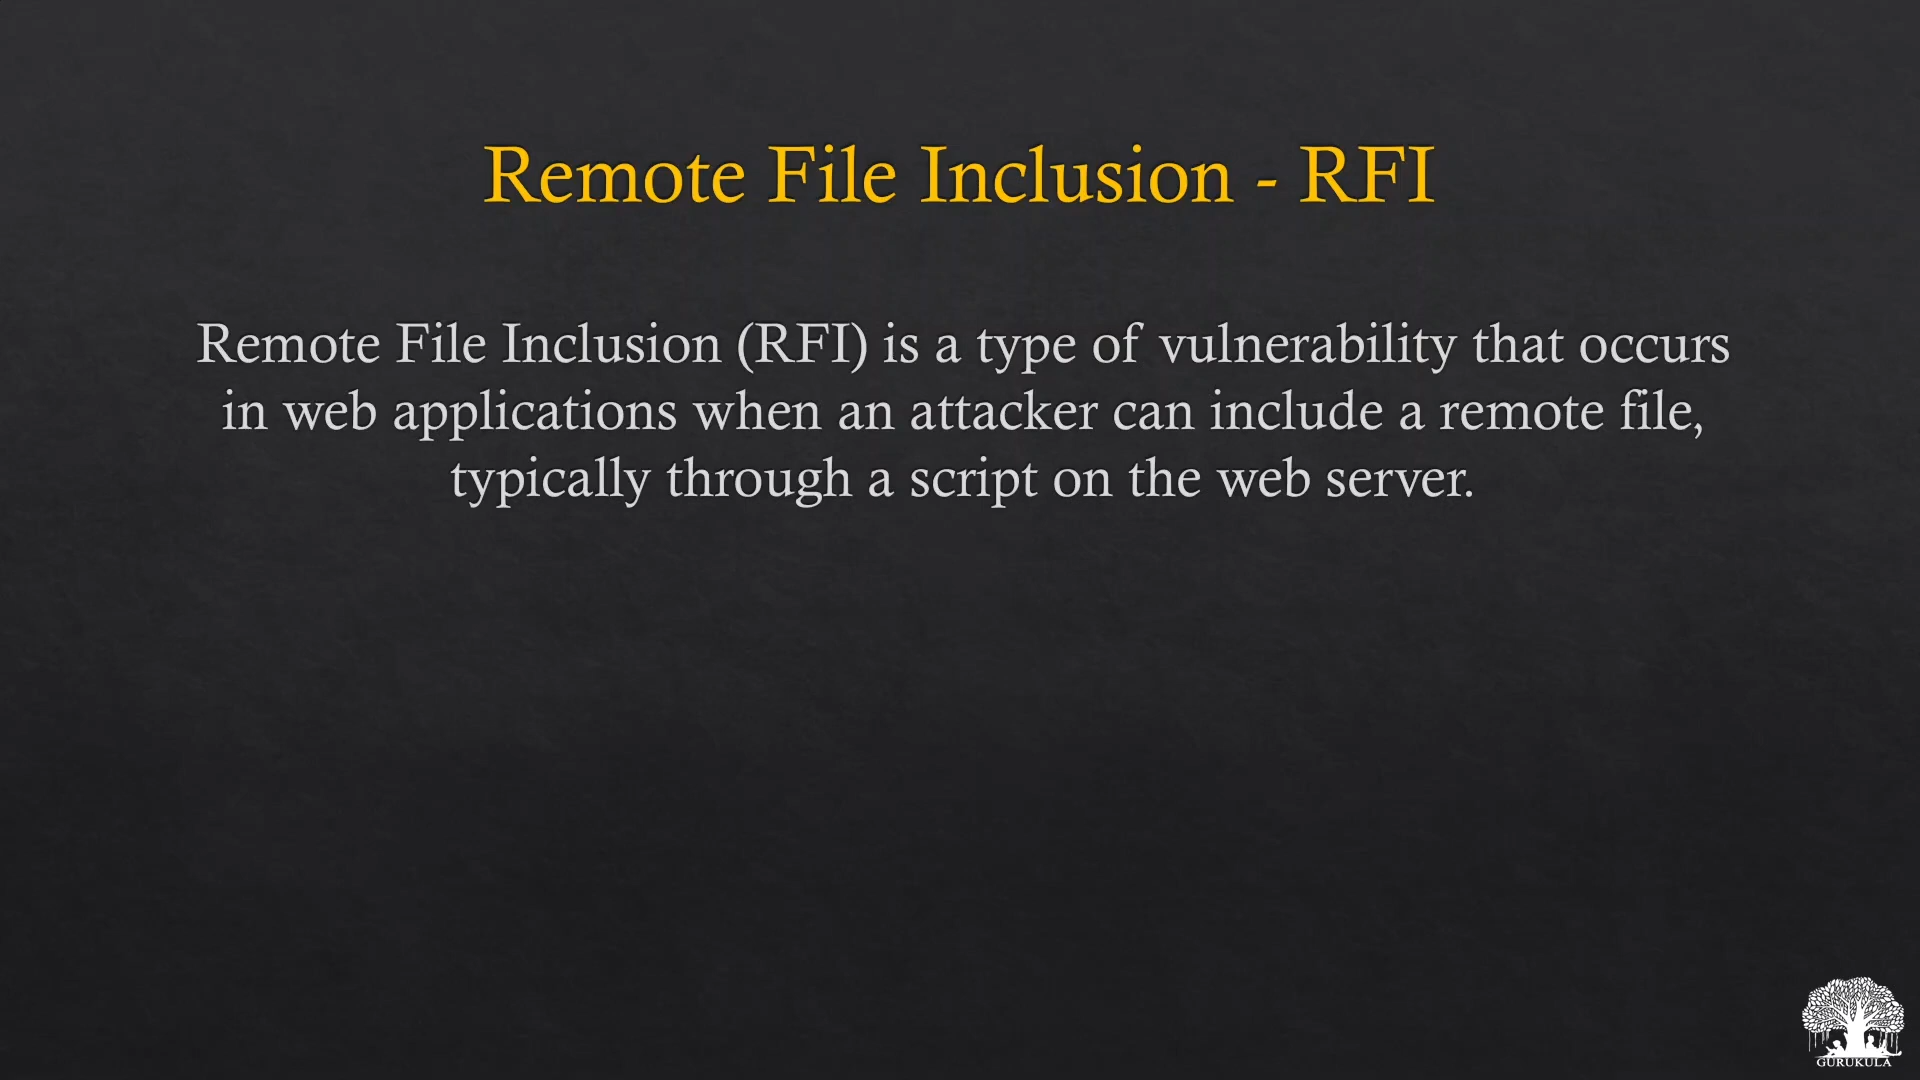 Remote File Inclusion - RFI
Remote File Inclusion (RFI) is a type of vulnerability that occurs
in web applications when an attacker can include a remote file,
typically through a script on the web server.
GURUKULA